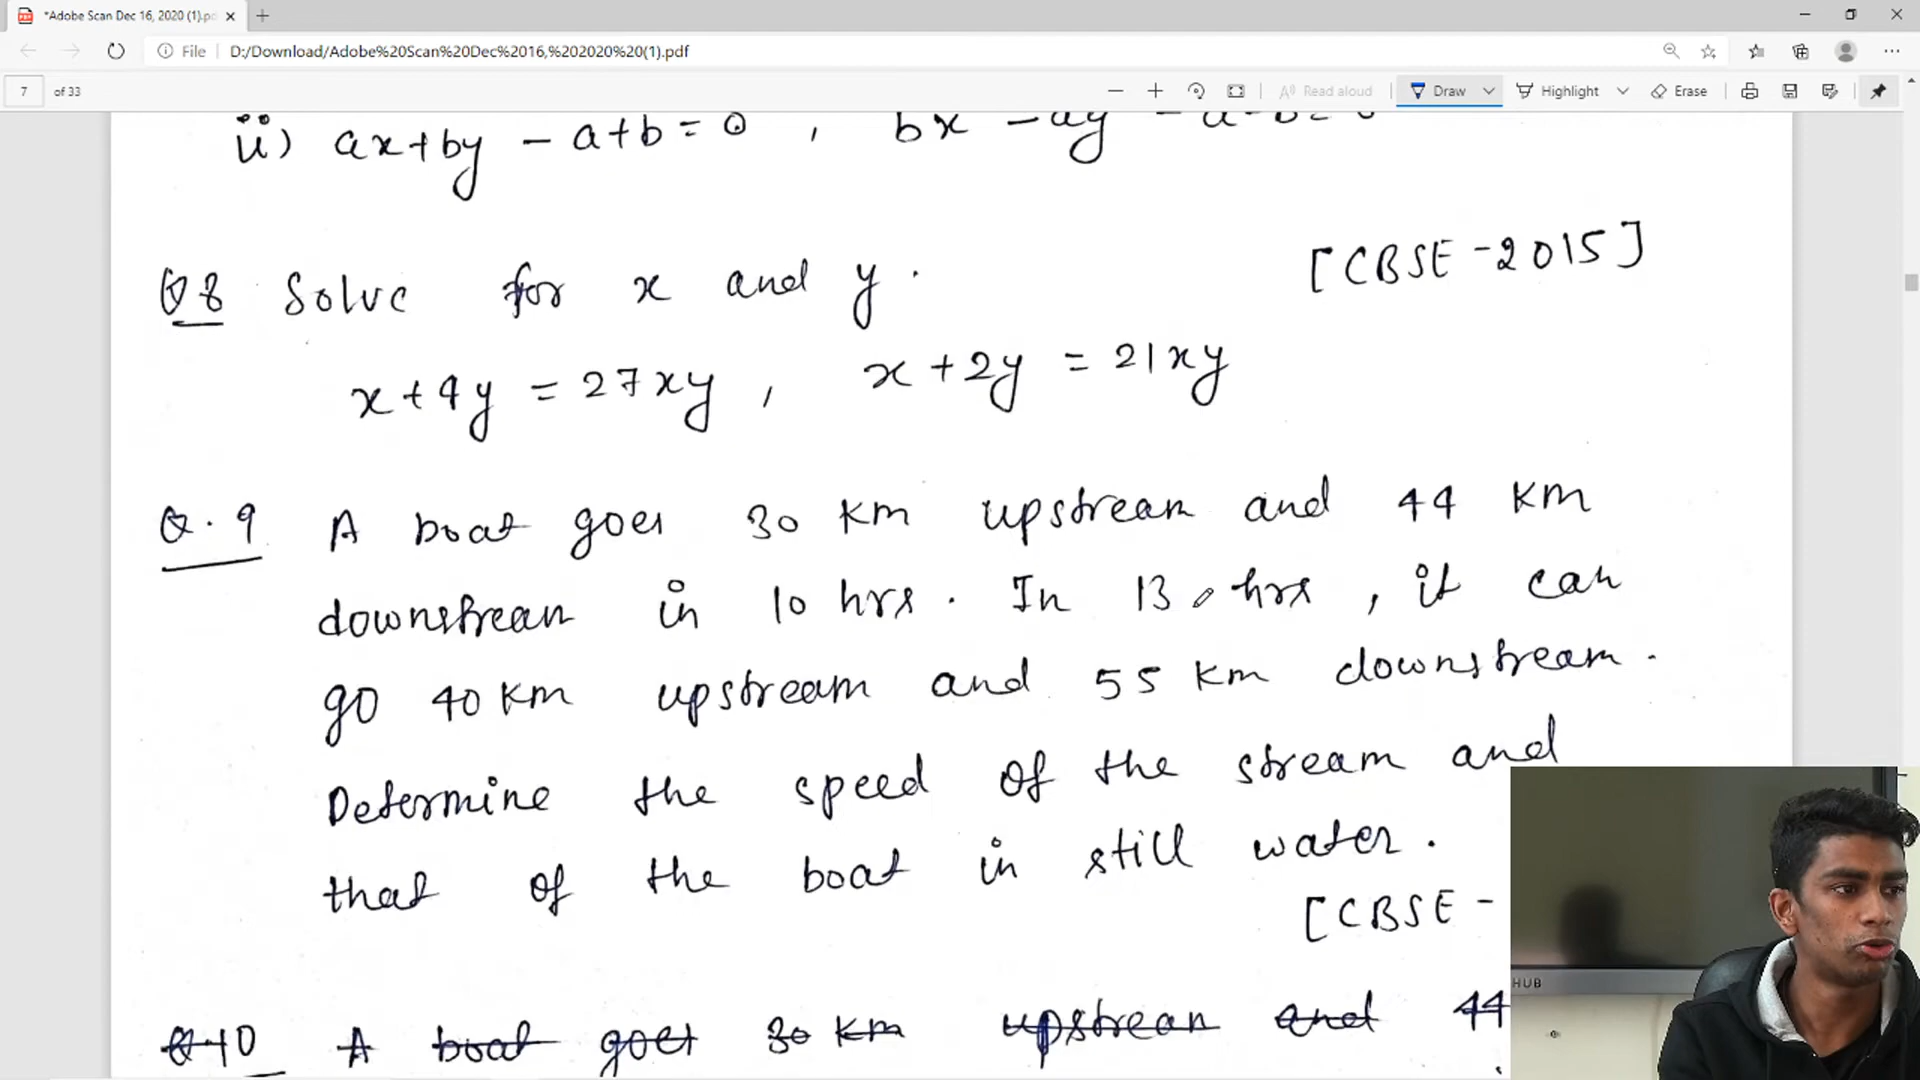 *Adobe Scan Dec 16, 2020 (1).pd
File D:/Download/Adobe%20Scan%20Dec%2016,%202020%20(1).pdf
7 of 33 Read aloud Draw Highlight Erase
ii) ax+by - a+b=0 , bx - ay - a-b=0
Q 8 Solve for x and y. [CBSE -2015]
x+4y = 27xy , x+2y = 21xy
Q.9 A boat goes 30 KM upstream and 44 KM
downstream in 10 hrs. In 13 hrs, it can
go 40 KM upstream and 55 KM downstream.
Determine the speed of the stream and
that of the boat in still water.
[CBSE -
Q 10 A boat goes 30 km upstream and 44
HUB